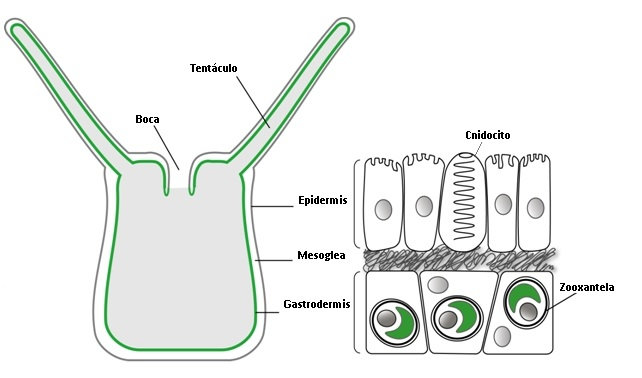 Tentáculo
Boca
Cnidocito
Epidermis
Mesoglea
Gastrodermis
Zooxantela